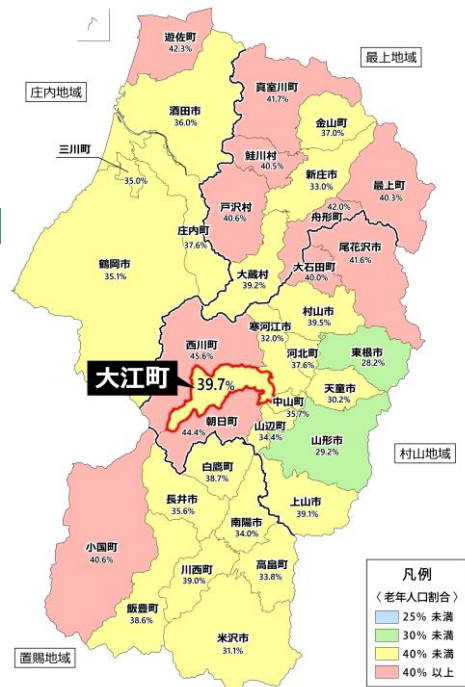 遊佐町
42.3%
最上地域
真室川町
41.7%
庄内地域
酒田市
36.0%
金山町
37.0%
三川町
35.0%
鮭川村
40.5%
新庄市
33.0%
最上町
40.3%
戸沢村
40.6%
42.0%
舟形町
庄内町
37.6%
尾花沢市
41.6%
大石田町
40.0%
鶴岡市
35.1%
大蔵村
39.2%
村山市
39.5%
西川町
45.6%
寒河江市
32.0%
河北町
37.6%
東根市
28.2%
大江町
39.7%
天童市
30.2%
中山町
35.7%
朝日町
44.4%
山辺町
34.4%
山形市
29.2%
村山地域
白鷹町
38.7%
長井市
35.6%
上山市
39.1%
南陽市
34.0%
小国町
40.6%
川西町
39.0%
高畠町
33.8%
飯豊町
38.6%
米沢市
31.1%
置賜地域
凡例
〈 老年人口割合 〉
25% 未満
30% 未満
40% 未満
40% 以上